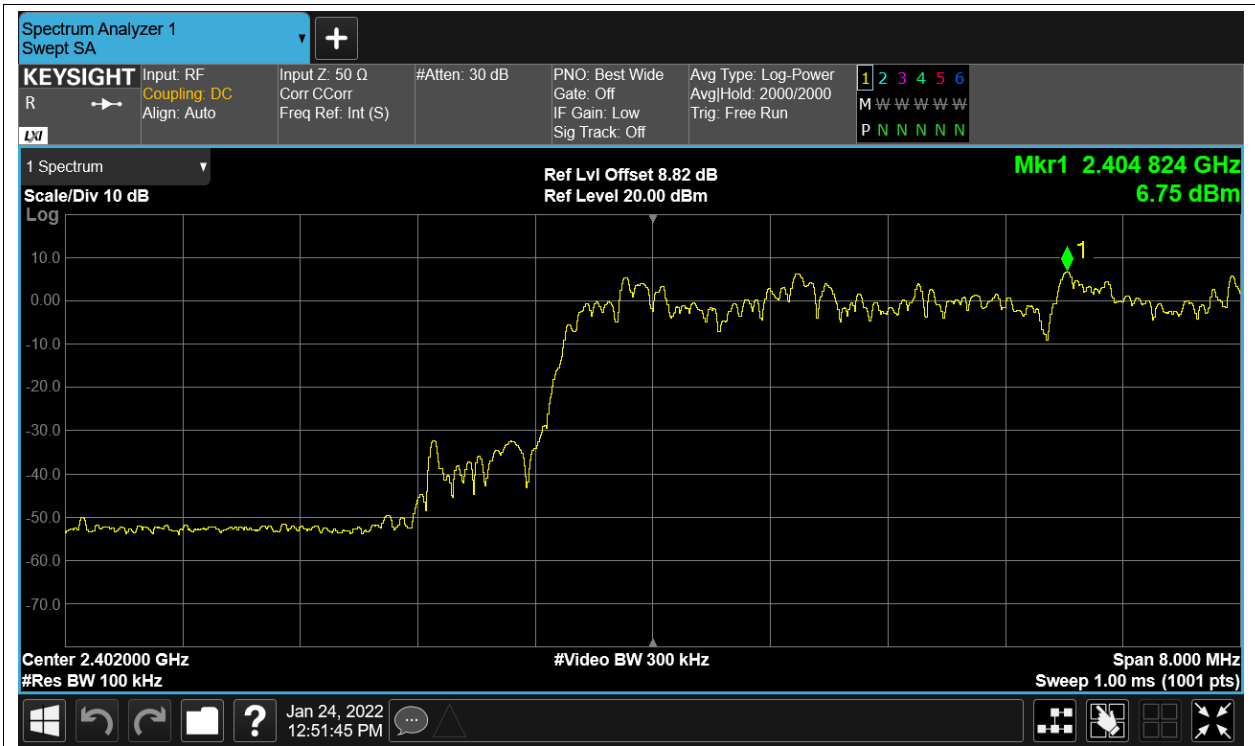 Spectrum Analyzer 1
Swept SA
KEYSIGHT
R
LXI
Input: RF
Coupling: DC
Align: Auto
Input Z: 50 Ω
Corr CCorr
Freq Ref: Int (S)
#Atten: 30 dB
PNO: Best Wide
Gate: Off
IF Gain: Low
Sig Track: Off
Avg Type: Log-Power
Avg|Hold: 2000/2000
Trig: Free Run
1 2 3 4 5 6
M W W W W W
P N N N N N
1 Spectrum
Scale/Div 10 dB
Log
Ref Lvl Offset 8.82 dB
Ref Level 20.00 dBm
Mkr1 2.404 824 GHz
6.75 dBm
1
10.0
0.00
-10.0
-20.0
-30.0
-40.0
-50.0
-60.0
-70.0
Center 2.402000 GHz
#Res BW 100 kHz
#Video BW 300 kHz
Span 8.000 MHz
Sweep 1.00 ms (1001 pts)
?
Jan 24, 2022
12:51:45 PM